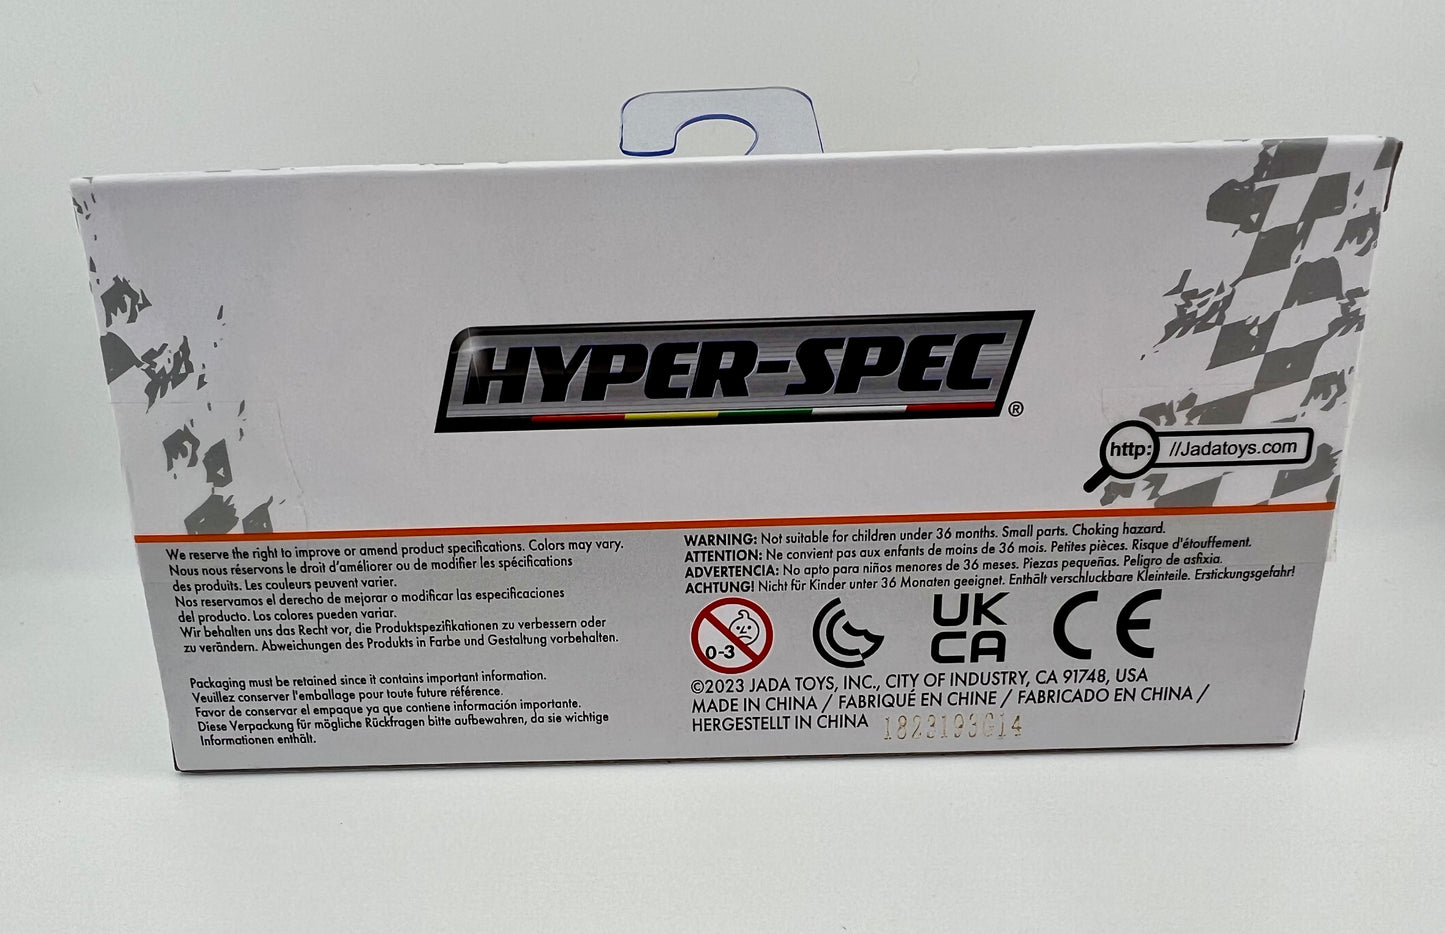 HYPER-SPEC®
http: //Jadatoys.com
We reserve the right to improve or amend product specifications. Colors may vary.
Nous nous réservons le droit d'améliorer ou de modifier les spécifications
des produits. Les couleurs peuvent varier.
Nos reservamos el derecho de mejorar o modificar las especificaciones
del producto. Los colores pueden variar.
Wir behalten uns das Recht vor, die Produktspezifikationen zu verbessern oder
zu verändern. Abweichungen des Produkts in Farbe und Gestaltung vorbehalten.
Packaging must be retained since it contains important information.
Veuillez conserver l'emballage pour toute future référence.
Favor de conservar el empaque ya que contiene información importante.
Diese Verpackung für mögliche Rückfragen bitte aufbewahren, da sie wichtige
Informationen enthält.
WARNING: Not suitable for children under 36 months. Small parts. Choking hazard.
ATTENTION: Ne convient pas aux enfants de moins de 36 mois. Petites pièces. Risque d'étouffement.
ADVERTENCIA: No apto para niños menores de 36 meses. Piezas pequeñas. Peligro de asfixia.
ACHTUNG! Nicht für Kinder unter 36 Monaten geeignet. Enthält verschluckbare Kleinteile. Erstickungsgefahr!
0-3
UK
CA
CE
©2023 JADA TOYS, INC., CITY OF INDUSTRY, CA 91748, USA
MADE IN CHINA / FABRIQUÉ EN CHINE / FABRICADO EN CHINA /
HERGESTELLT IN CHINA